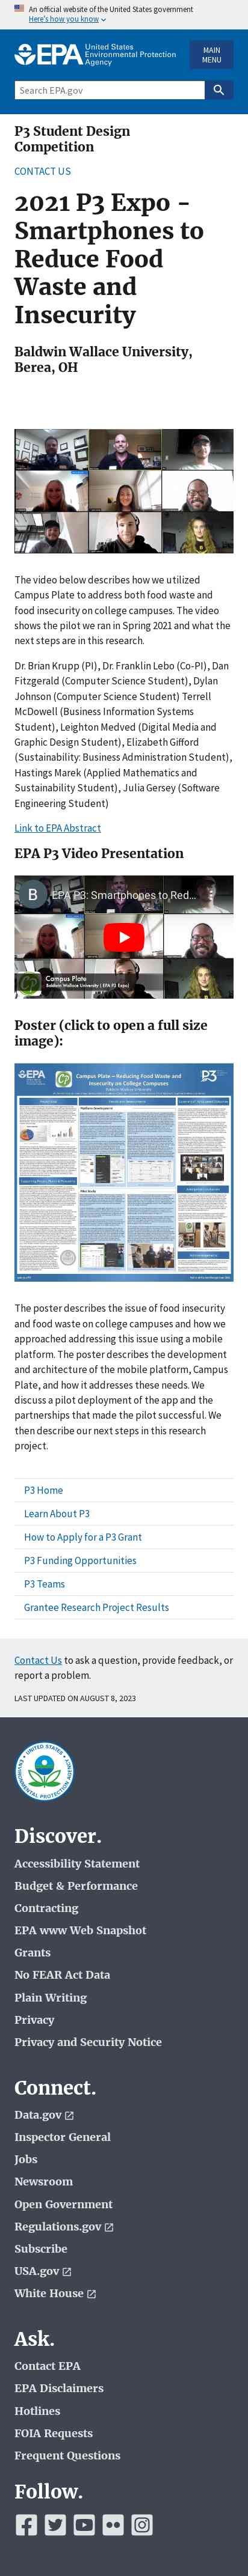 An official website of the United States government
Here's how you know
EPA
United States
Environmental Protection
Agency
MAIN
MENU
Search EPA.gov
P3 Student Design
Competition
CONTACT US
2021 P3 Expo -
Smartphones to
Reduce Food
Waste and
Insecurity
Baldwin Wallace University,
Berea, OH
The video below describes how we utilized
Campus Plate to address both food waste and
food insecurity on college campuses. The video
shows the pilot we ran in Spring 2021 and what the
next steps are in this research.
Dr. Brian Krupp (PI), Dr. Franklin Lebo (Co-PI), Dan
Fitzgerald (Computer Science Student), Dylan
Johnson (Computer Science Student) Terrell
McDowell (Business Information Systems
Student), Leighton Medved (Digital Media and
Graphic Design Student), Elizabeth Gifford
(Sustainability: Business Administration Student),
Hastings Marek (Applied Mathematics and
Sustainability Student), Julia Gersey (Software
Engineering Student)
Link to EPA Abstract
EPA P3 Video Presentation
B
EPA P3: Smartphones to Red...
Campus Plate
Baldwin Wallace University ( EPA P3 Expo)
Poster (click to open a full size
image):
EPA
Campus Plate – Reducing Food Waste and
Insecurity on College Campuses
P3
The poster describes the issue of food insecurity
and food waste on college campuses and how we
approached addressing this issue using a mobile
platform. The poster describes the development
and architecture of the mobile platform, Campus
Plate, and how it addresses these needs. We
discuss the pilot deployment of the app and the
partnerships that made the pilot successful. We
then describe our next steps in this research
project.
P3 Home
Learn About P3
How to Apply for a P3 Grant
P3 Funding Opportunities
P3 Teams
Grantee Research Project Results
Contact Us to ask a question, provide feedback, or
report a problem.
LAST UPDATED ON AUGUST 8, 2023
Discover.
Accessibility Statement
Budget & Performance
Contracting
EPA www Web Snapshot
Grants
No FEAR Act Data
Plain Writing
Privacy
Privacy and Security Notice
Connect.
Data.gov
Inspector General
Jobs
Newsroom
Open Government
Regulations.gov
Subscribe
USA.gov
White House
Ask.
Contact EPA
EPA Disclaimers
Hotlines
FOIA Requests
Frequent Questions
Follow.